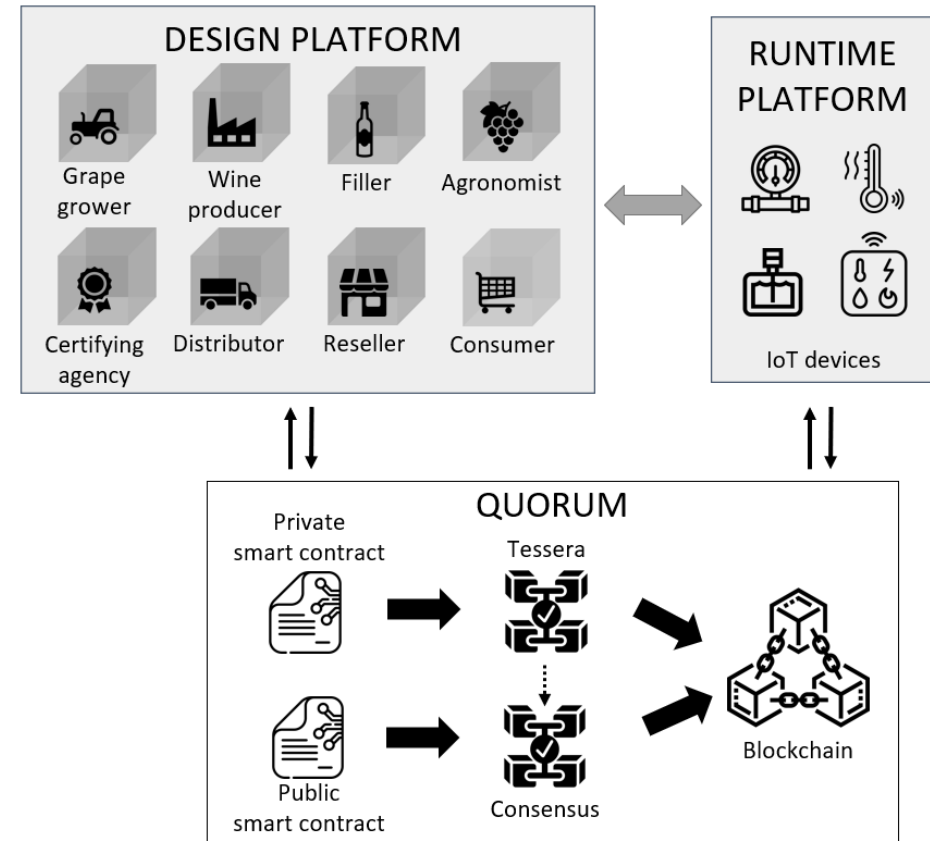 DESIGN PLATFORM
Grape
grower
Wine
producer
Filler
Agronomist
Certifying
agency
Distributor
Reseller
Consumer
RUNTIME
PLATFORM
IoT devices
QUORUM
Private
smart contract
Tessera
Public
smart contract
Consensus
Blockchain